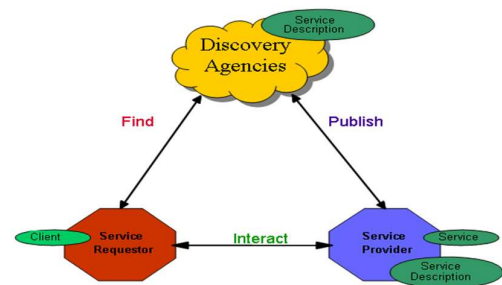 Service
Description
Discovery
Agencies
Find
Publish
Client
Service
Requestor
Interact
Service
Provider
Service
Service
Description